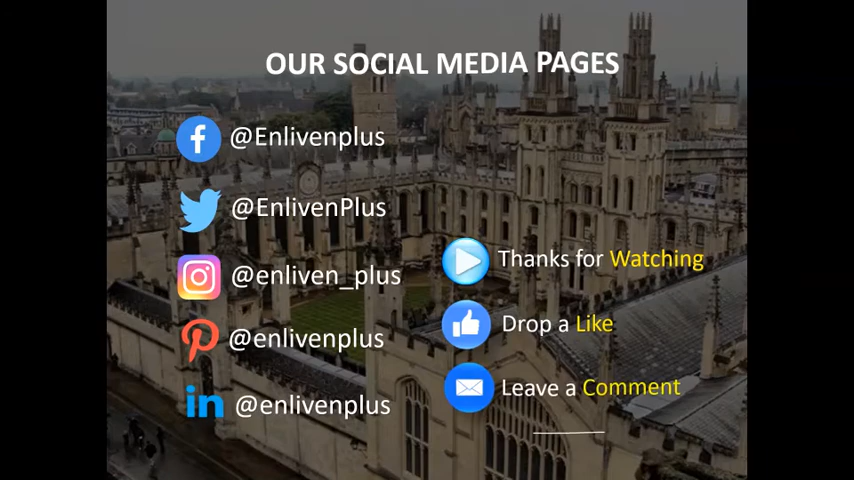 OUR SOCIAL MEDIA PAGES
@Enlivenplus
@EnlivenPlus
@enliven_plus
@enlivenplus
@enlivenplus
Thanks for Watching
Drop a Like
Leave a Comment